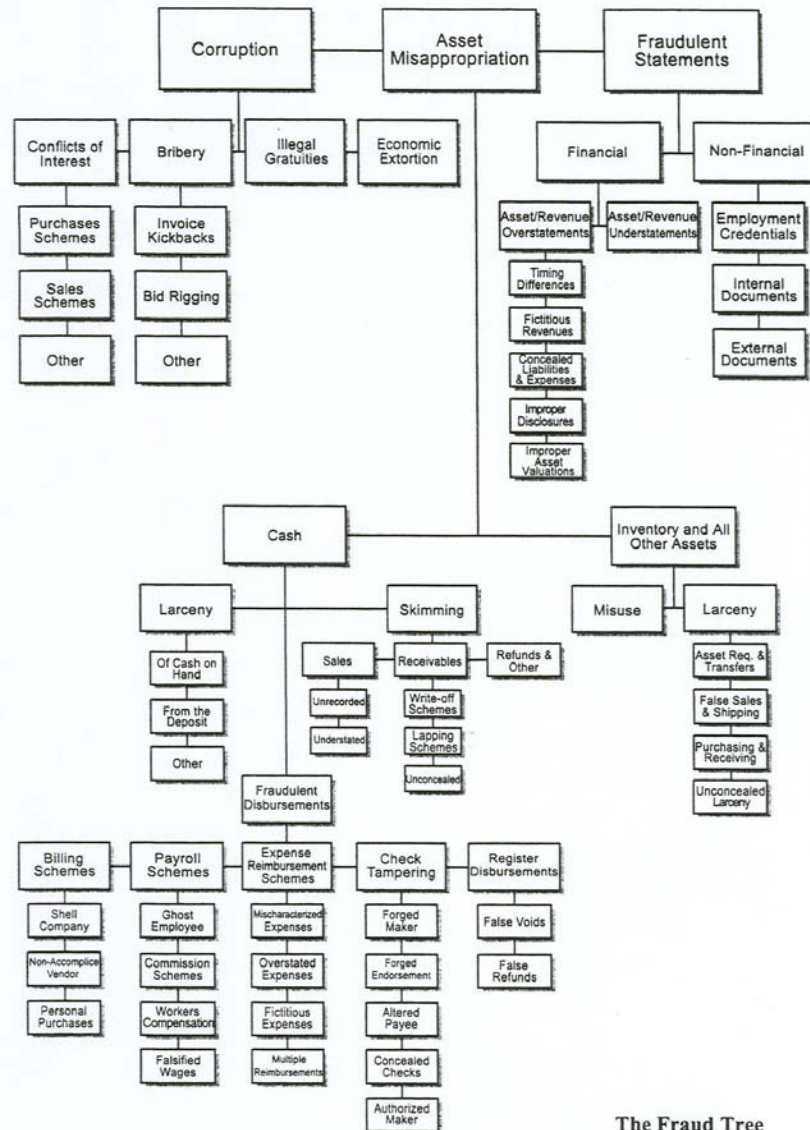 Corruption
Asset
Misappropriation
Fraudulent
Statements
Conflicts of
Interest
Bribery
Illegal
Gratuities
Economic
Extortion
Financial
Non-Financial
Purchases
Schemes
Sales
Schemes
Other
Invoice
Kickbacks
Bid Rigging
Other
Asset/Revenue
Overstatements
Asset/Revenue
Understatements
Timing
Differences
Fictitious
Revenues
Concealed
Liabilities
& Expenses
Improper
Disclosures
Improper
Asset
Valuations
Employment
Credentials
Internal
Documents
External
Documents
Cash
Inventory and All
Other Assets
Larceny
Skimming
Misuse
Larceny
Of Cash on
Hand
From the
Deposit
Other
Sales
Receivables
Refunds &
Other
Unrecorded
Understated
Write-off
Schemes
Lapping
Schemes
Unconcealed
Asset Req. &
Transfers
False Sales
& Shipping
Purchasing &
Receiving
Unconcealed
Larceny
Fraudulent
Disbursements
Billing
Schemes
Payroll
Schemes
Expense
Reimbursement
Schemes
Check
Tampering
Register
Disbursements
Shell
Company
Non-Accomplice
Vendor
Personal
Purchases
Ghost
Employee
Commission
Schemes
Workers
Compensation
Falsified
Wages
Mischaracterized
Expenses
Overstated
Expenses
Fictitious
Expenses
Multiple
Reimbursements
Forged
Maker
Forged
Endorsement
Altered
Payee
Concealed
Checks
Authorized
Maker
False Voids
False
Refunds
The Fraud Tree